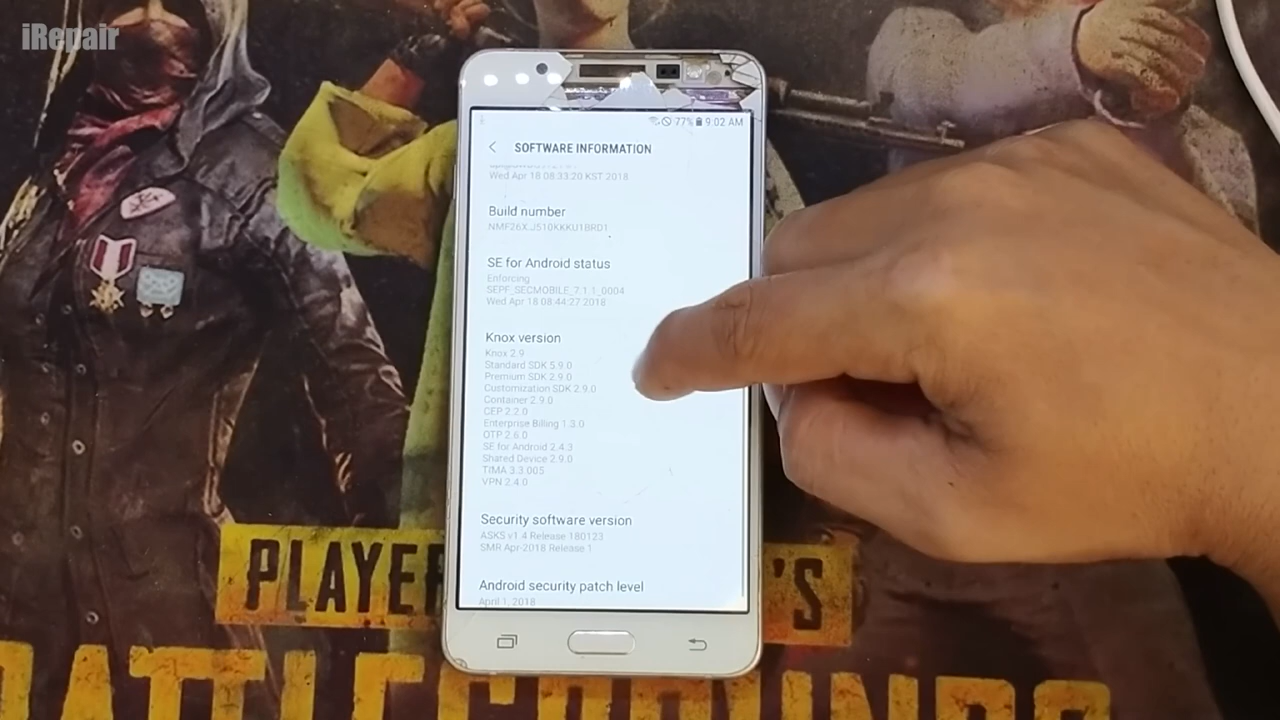 iRepair
77% 9:02 AM
SOFTWARE INFORMATION
Wed Apr 18 08:33:20 KST 2018
Build number
NMF26X.J510KKKU1BRD1
SE for Android status
Enforcing
SEPF_SECMOBILE_7.1.1_0004
Wed Apr 18 08:44:27 2018
Knox version
Knox 2.9
Standard SDK 5.9.0
Premium SDK 2.9.0
Customization SDK 2.9.0
Container 2.9.0
CEP 2.2.0
Enterprise Billing 1.3.0
OTP 2.6.0
SE for Android 2.4.3
Shared Device 2.9.0
TIMA 3.3.005
VPN 2.4.0
Security software version
ASKS v1.4 Release 180123
SMR Apr-2018 Release 1
Android security patch level
April 1, 2018
PLAYER 'S
BATTLEGROUNDS